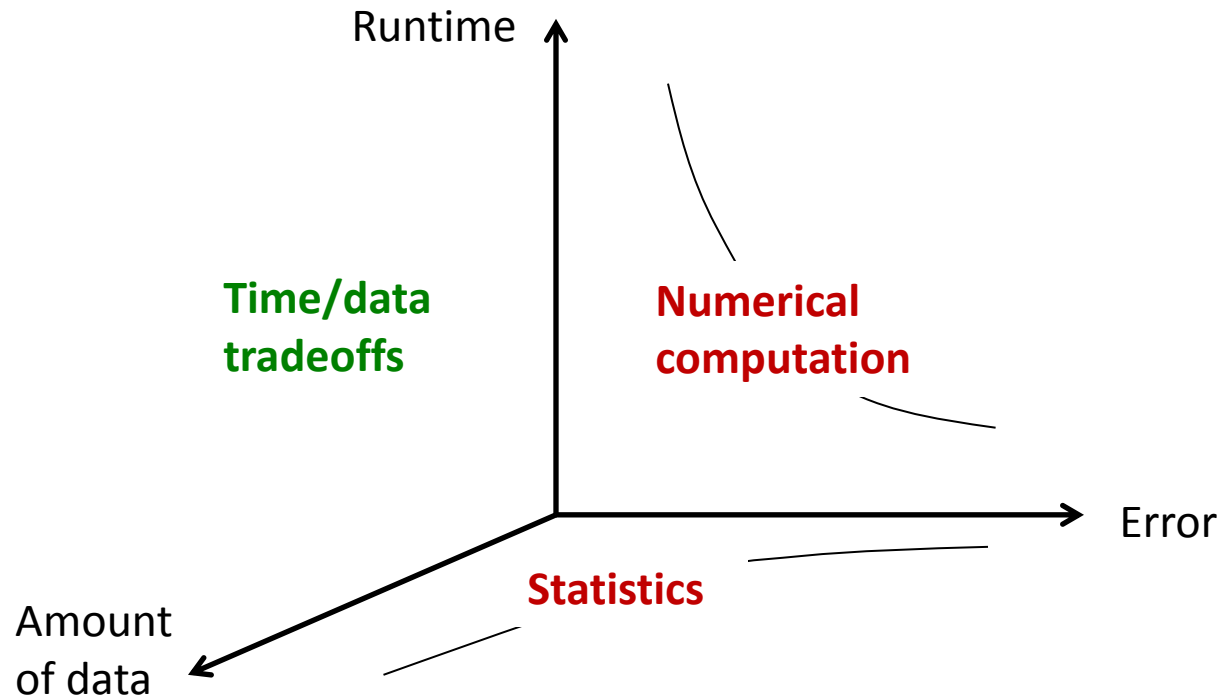 Runtime
Time/data
tradeoffs
Numerical
computation
Error
Statistics
Amount
of data